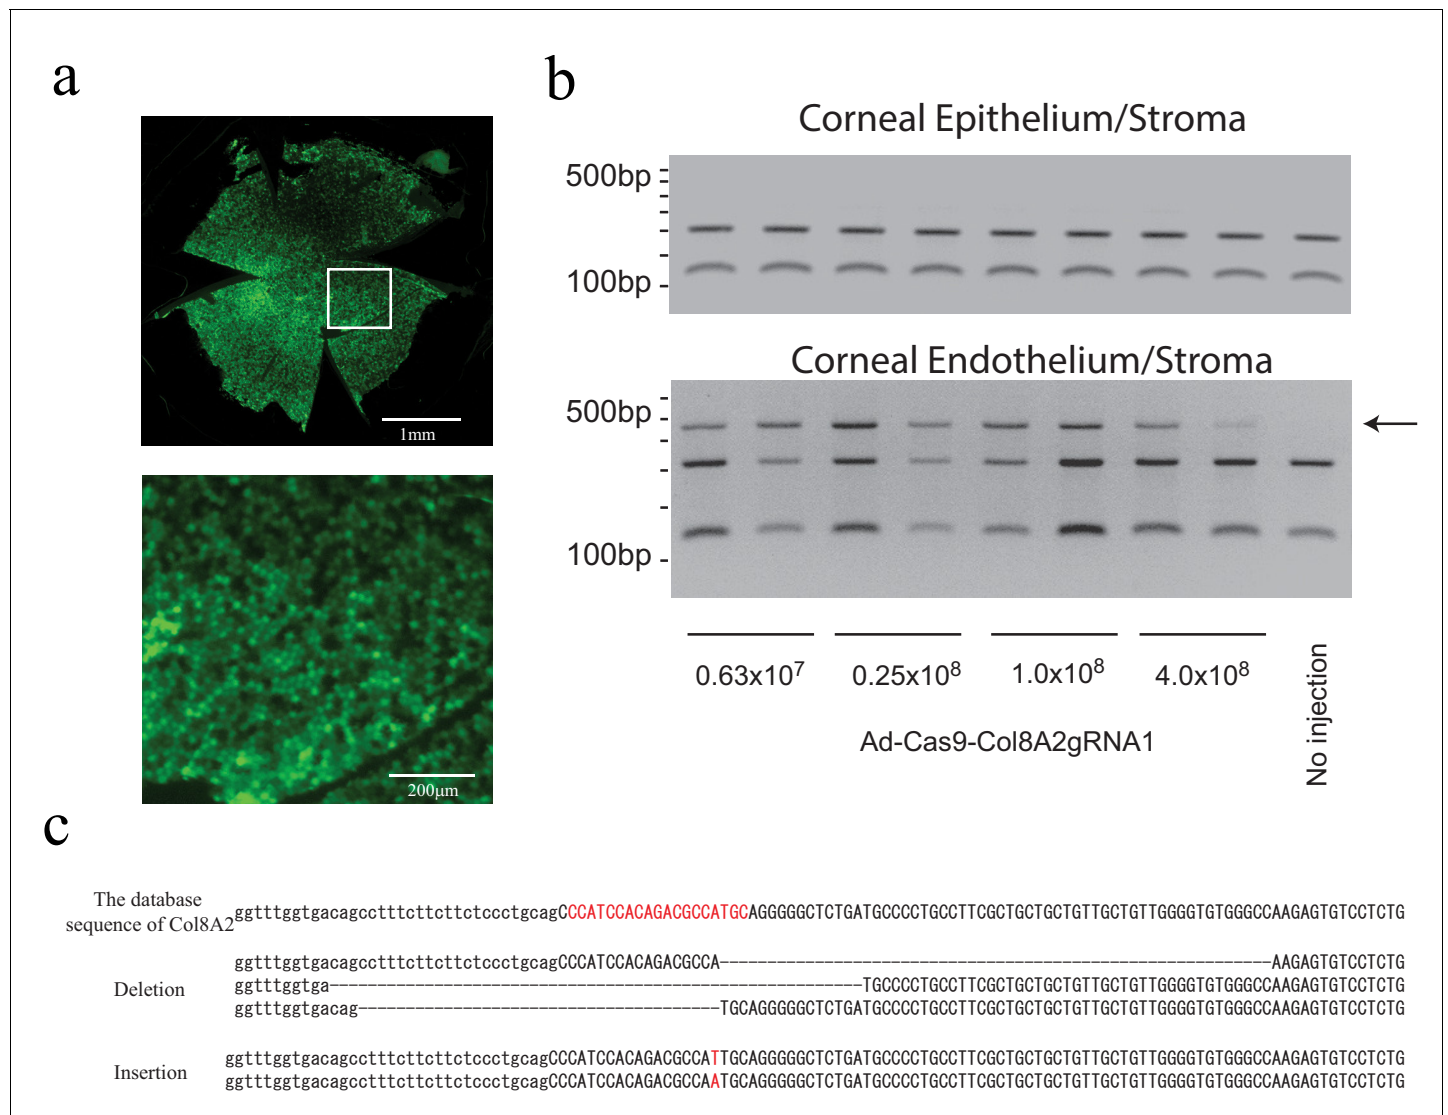 a
1mm
200μm
b
Corneal Epithelium/Stroma
500bp
100bp
Corneal Endothelium/Stroma
500bp
100bp
0.63x10⁷ 0.25x10⁸ 1.0x10⁸ 4.0x10⁸ No injection
Ad-Cas9-Col8A2gRNA1
c
The database
sequence of Col8A2
ggtttggtgacagcctttcttcttctccctgcagCCCATCCACAGACGCCATGCAGGGGGCTCTGATGCCCCTGCCTTCGCTGCTGCTGTTGCTGTTGGGGTGTGGGCCAAGAGTGTCCTCTG
Deletion
ggtttggtgacagcctttcttcttctccctgcagCCCATCCACAGACGCCA----------------------------------------------------------AAGAGTGTCCTCTG
ggtttggtga--------------------------------------------------------TGCCCCTGCCTTCGCTGCTGCTGTTGCTGTTGGGGTGTGGGCCAAGAGTGTCCTCTG
ggtttggtgacag--------------------------------------TGCAGGGGGCTCTGATGCCCCTGCCTTCGCTGCTGCTGTTGCTGTTGGGGTGTGGGCCAAGAGTGTCCTCTG
Insertion
ggtttggtgacagcctttcttcttctccctgcagCCCATCCACAGACGCCATTGCAGGGGGCTCTGATGCCCCTGCCTTCGCTGCTGCTGTTGCTGTTGGGGTGTGGGCCAAGAGTGTCCTCTG
ggtttggtgacagcctttcttcttctccctgcagCCCATCCACAGACGCCAATGCAGGGGGCTCTGATGCCCCTGCCTTCGCTGCTGCTGTTGCTGTTGGGGTGTGGGCCAAGAGTGTCCTCTG